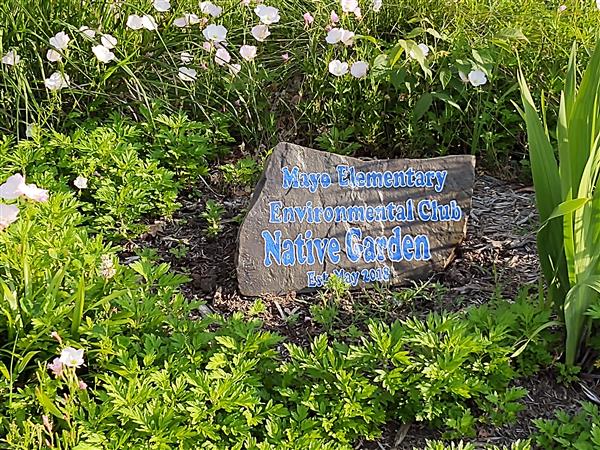 Mayo Elementary
Environmental Club
Native Garden
Est May 2018